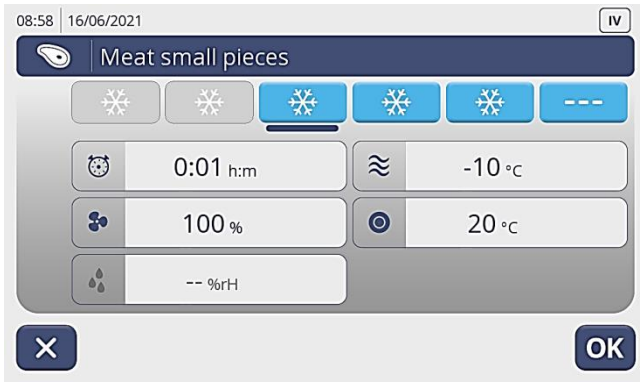 08:58 16/06/2021 IV
Meat small pieces
---
0:01 h:m -10 °C
100 % 20 °C
-- %rH
OK